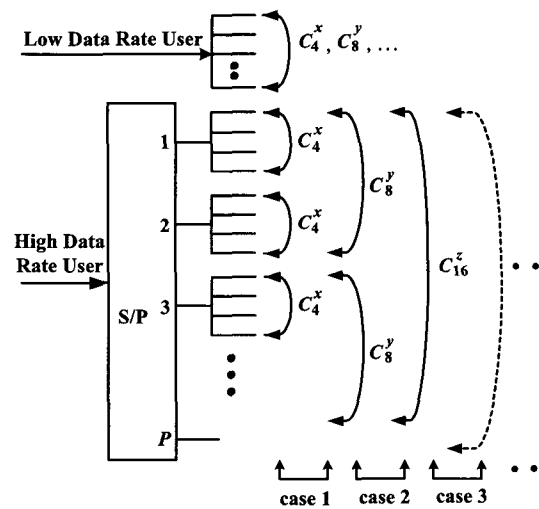 Low Data Rate User
C_4^x , C_8^y , ...
1
C_4^x
C_8^y
2
C_4^x
High Data
Rate User
C_16^z
S/P
3
C_4^x
C_8^y
P
case 1
case 2
case 3